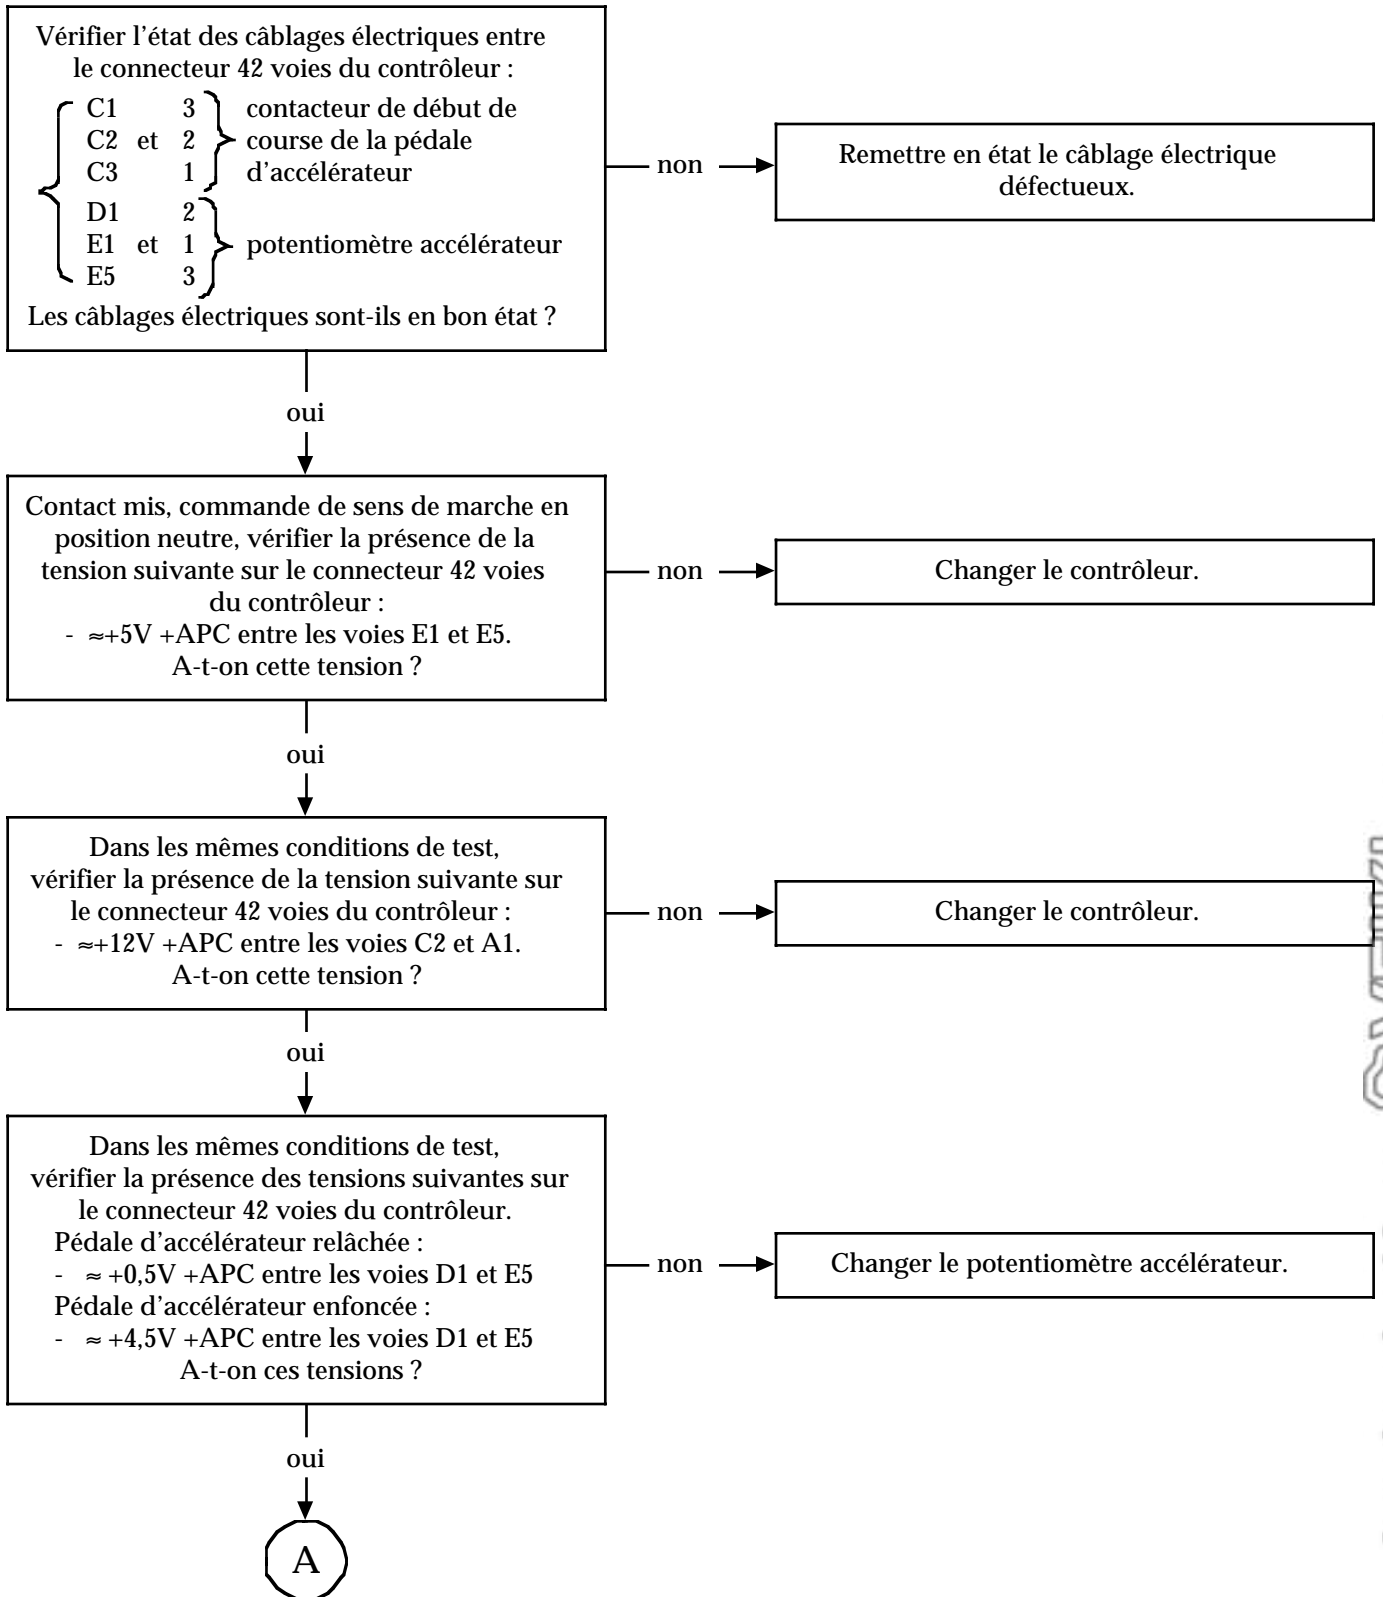 Vérifier l'état des câblages électriques entre
le connecteur 42 voies du contrôleur :
C1 3 contacteur de début de
C2 et 2 course de la pédale
C3 1 d'accélérateur
D1 2
E1 et 1 potentiomètre accélérateur
E5 3
Les câblages électriques sont-ils en bon état ?
non
Remettre en état le câblage électrique
défectueux.
oui
Contact mis, commande de sens de marche en
position neutre, vérifier la présence de la
tension suivante sur le connecteur 42 voies
du contrôleur :
- ≈+5V +APC entre les voies E1 et E5.
A-t-on cette tension ?
non
Changer le contrôleur.
oui
Dans les mêmes conditions de test,
vérifier la présence de la tension suivante sur
le connecteur 42 voies du contrôleur :
- ≈+12V +APC entre les voies C2 et A1.
A-t-on cette tension ?
non
Changer le contrôleur.
oui
Dans les mêmes conditions de test,
vérifier la présence des tensions suivantes sur
le connecteur 42 voies du contrôleur.
Pédale d'accélérateur relâchée :
- ≈ +0,5V +APC entre les voies D1 et E5
Pédale d'accélérateur enfoncée :
- ≈ +4,5V +APC entre les voies D1 et E5
A-t-on ces tensions ?
non
Changer le potentiomètre accélérateur.
oui
A